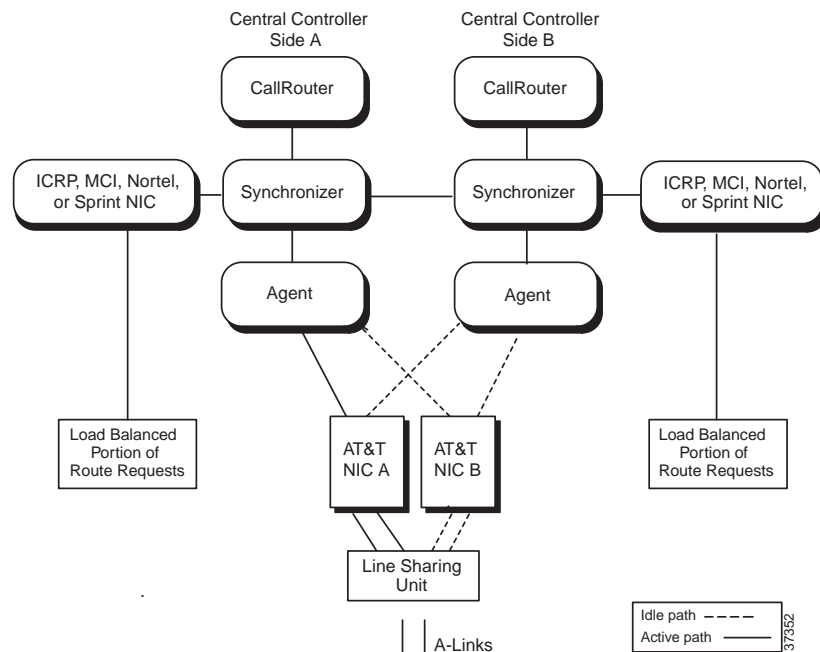 Central Controller
Side A
Central Controller
Side B
CallRouter
CallRouter
ICRP, MCI, Nortel,
or Sprint NIC
Synchronizer
Synchronizer
ICRP, MCI, Nortel,
or Sprint NIC
Agent
Agent
Load Balanced
Portion of
Route Requests
AT&T
NIC A
AT&T
NIC B
Load Balanced
Portion of
Route Requests
Line Sharing
Unit
A-Links
Idle path
Active path
37352